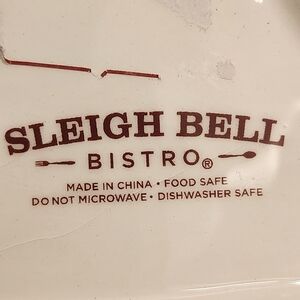 SLEIGH BELL
BISTRO®
MADE IN CHINA • FOOD SAFE
DO NOT MICROWAVE • DISHWASHER SAFE